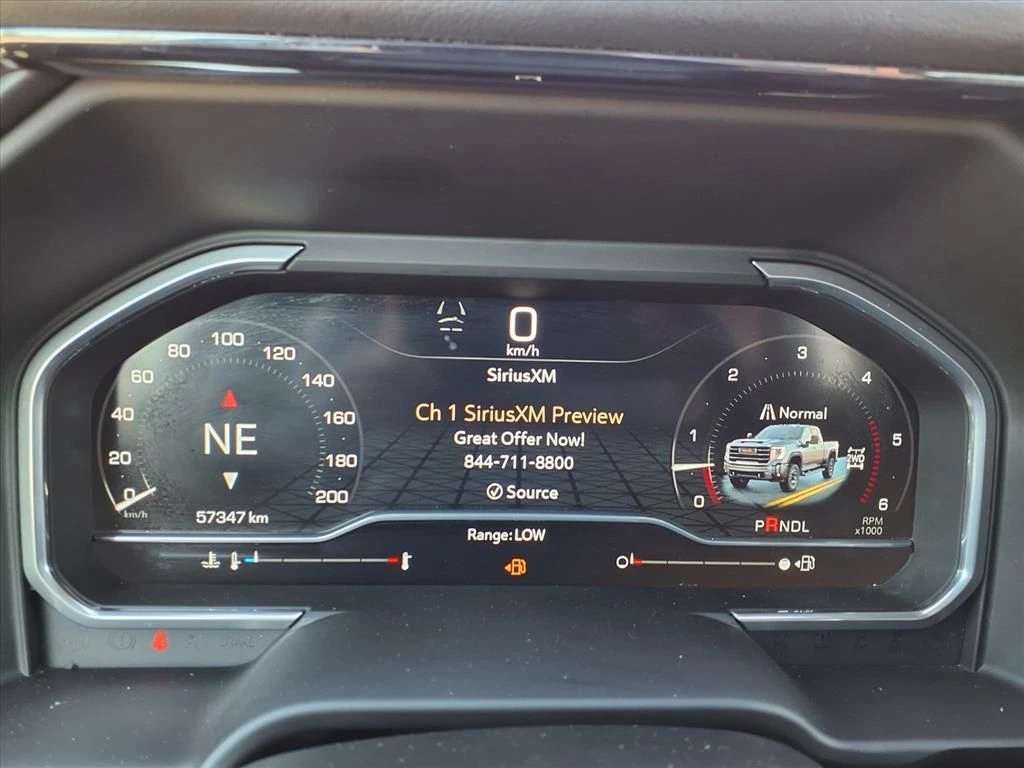 0
km/h
SiriusXM
Ch 1 SiriusXM Preview
Great Offer Now!
844-711-8800
Source
0 20 40 60 80 100 120 140 160 180 200
km/h
NE
57347 km
0 1 2 3 4 5 6
Normal
2WD
PRNDL
RPM
x1000
Range: LOW
BRAKE